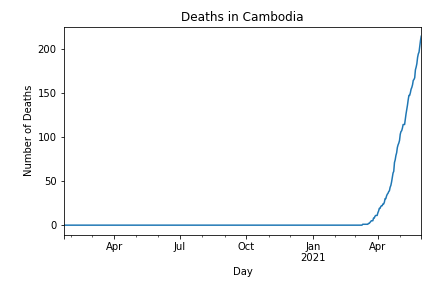 Deaths in Cambodia
Number of Deaths
200
150
100
50
0
Apr
Jul
Oct
Jan
2021
Apr
Day